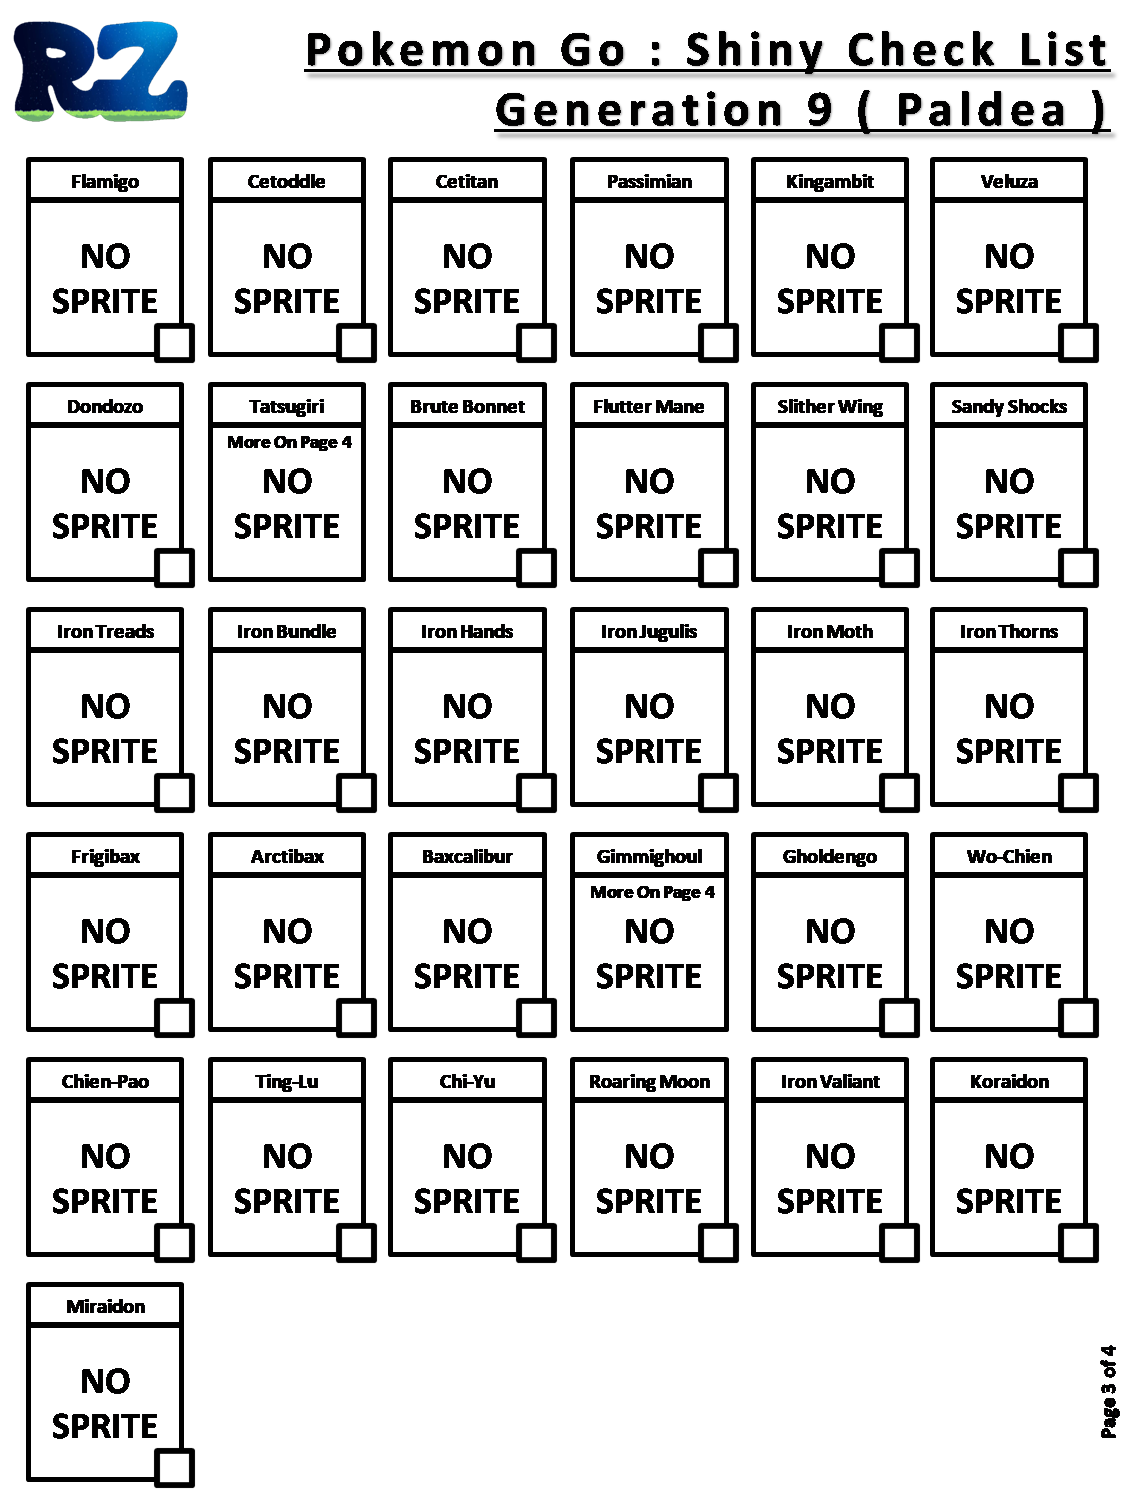 RZ
Pokemon Go : Shiny Check List
Generation 9 ( Paldea )
Flamigo Cetoddle Cetitan Passimian Kingambit Veluza
NO NO NO NO NO NO
SPRITE SPRITE SPRITE SPRITE SPRITE SPRITE
Dondozo Tatsugiri Brute Bonnet Flutter Mane Slither Wing Sandy Shocks
More On Page 4
NO NO NO NO NO NO
SPRITE SPRITE SPRITE SPRITE SPRITE SPRITE
Iron Treads Iron Bundle Iron Hands Iron Jugulis Iron Moth Iron Thorns
NO NO NO NO NO NO
SPRITE SPRITE SPRITE SPRITE SPRITE SPRITE
Frigibax Arctibax Baxcalibur Gimmighoul Gholdengo Wo-Chien
More On Page 4
NO NO NO NO NO NO
SPRITE SPRITE SPRITE SPRITE SPRITE SPRITE
Chien-Pao Ting-Lu Chi-Yu Roaring Moon Iron Valiant Koraidon
NO NO NO NO NO NO
SPRITE SPRITE SPRITE SPRITE SPRITE SPRITE
Miraidon
NO
SPRITE
Page 3 of 4